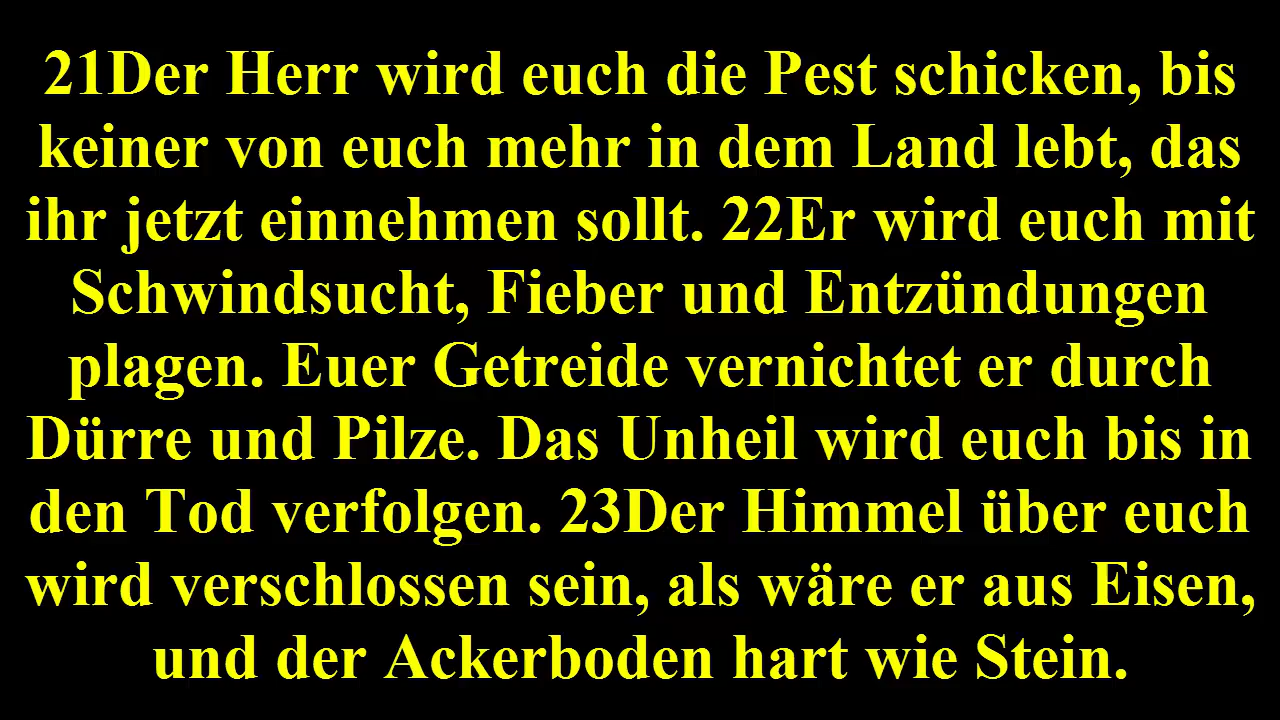 21Der Herr wird euch die Pest schicken, bis
keiner von euch mehr in dem Land lebt, das
ihr jetzt einnehmen sollt. 22Er wird euch mit
Schwindsucht, Fieber und Entzündungen
plagen. Euer Getreide vernichtet er durch
Dürre und Pilze. Das Unheil wird euch bis in
den Tod verfolgen. 23Der Himmel über euch
wird verschlossen sein, als wäre er aus Eisen,
und der Ackerboden hart wie Stein.